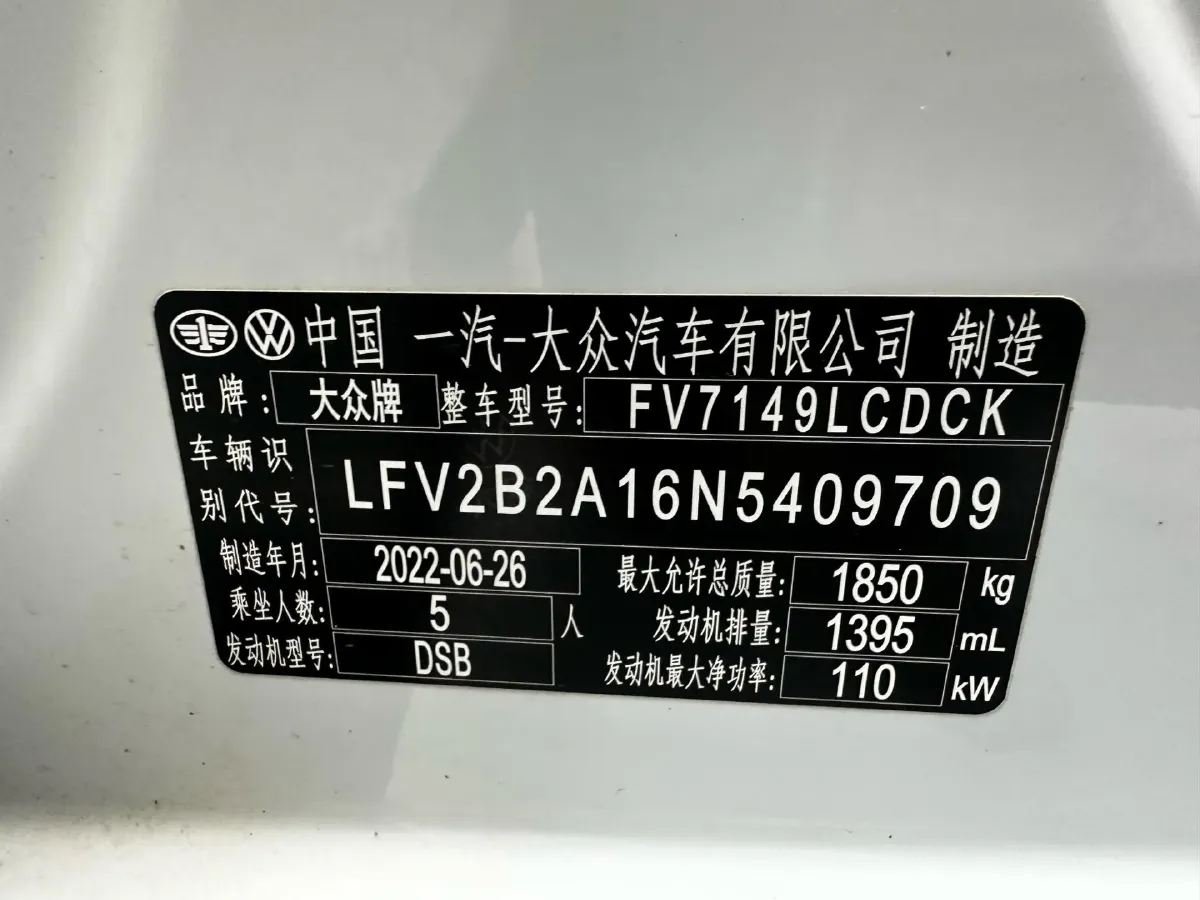 中国 一汽-大众汽车有限公司 制造
品牌: 大众牌 整车型号: FV7149LCDCK
车辆识别代号: LFV2B2A16N5409709
制造年月: 2022-06-26 最大允许总质量: 1850 kg
乘坐人数: 5 人 发动机排量: 1395 mL
发动机型号: DSB 发动机最大净功率: 110 kW